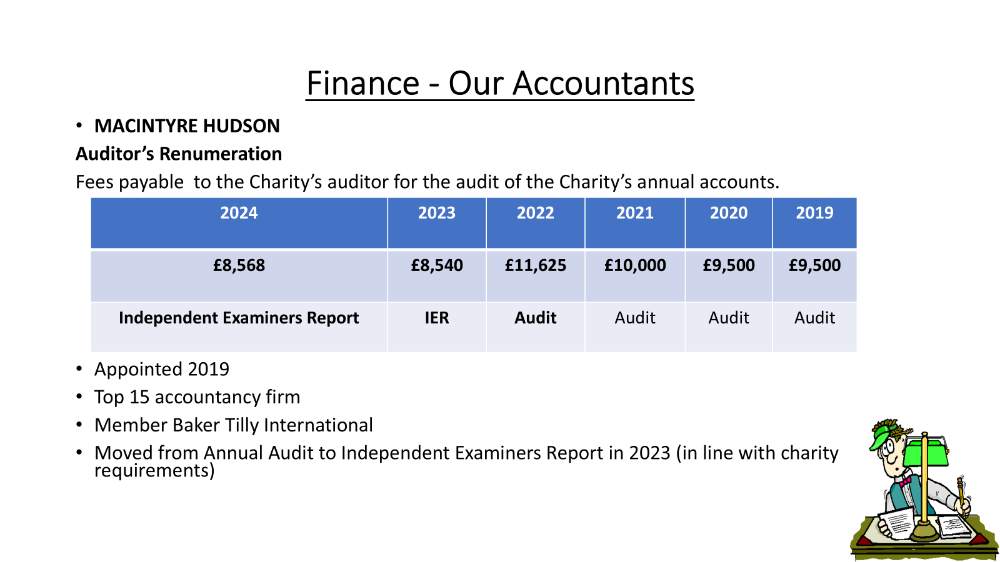 Finance - Our Accountants
• MACINTYRE HUDSON
Auditor’s Renumeration
Fees payable  to the Charity’s auditor for the audit of the Charity’s annual accounts.
2024 2023 2022 2021 2020 2019
£8,568 £8,540 £11,625 £10,000 £9,500 £9,500
Independent Examiners Report IER Audit Audit Audit Audit
• Appointed 2019
• Top 15 accountancy firm
• Member Baker Tilly International
• Moved from Annual Audit to Independent Examiners Report in 2023 (in line with charity
requirements)